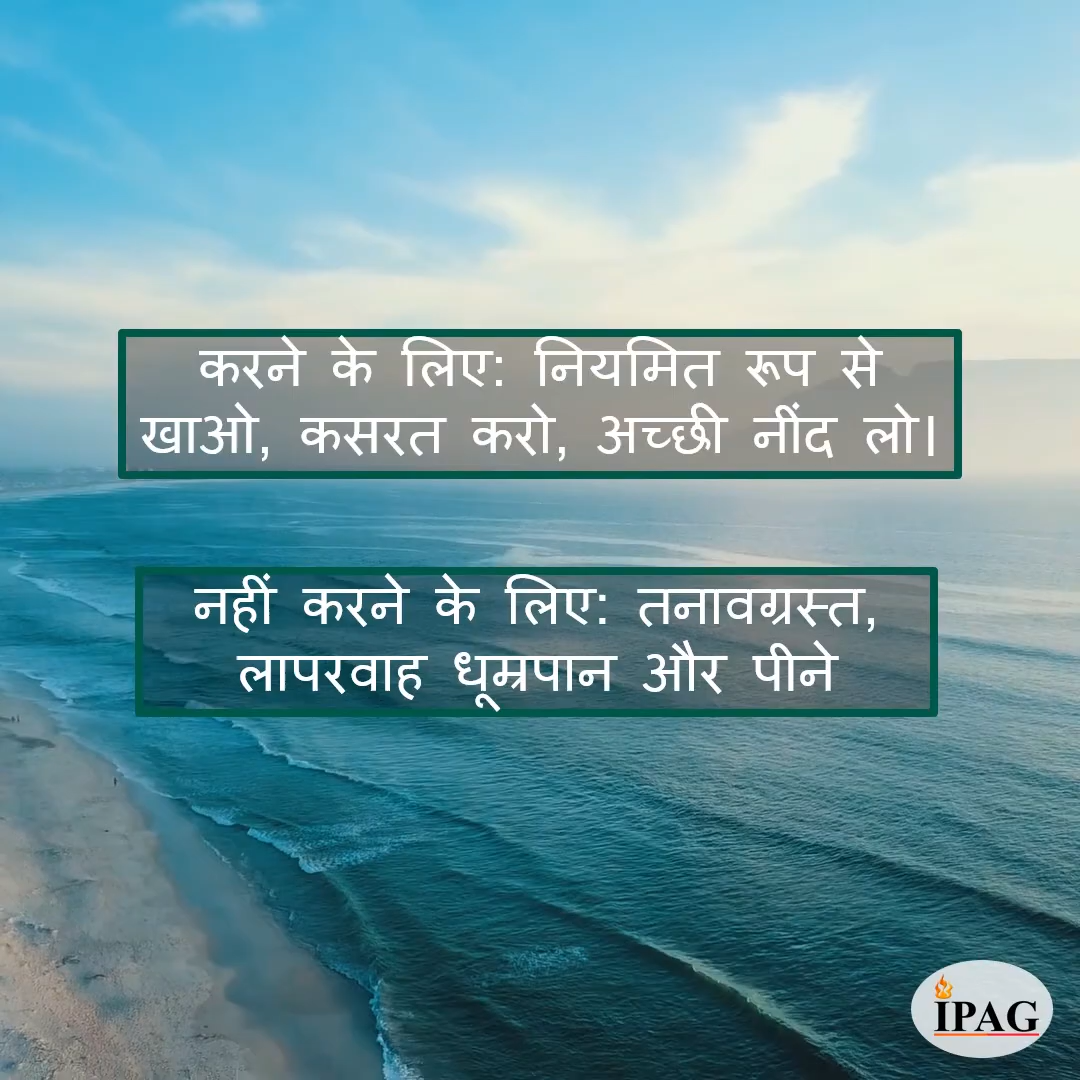 करने के लिए: नियमित रूप से
खाओ, कसरत करो, अच्छी नींद लो।
नहीं करने के लिए: तनावग्रस्त,
लापरवाह धूम्रपान और पीने
IPAG